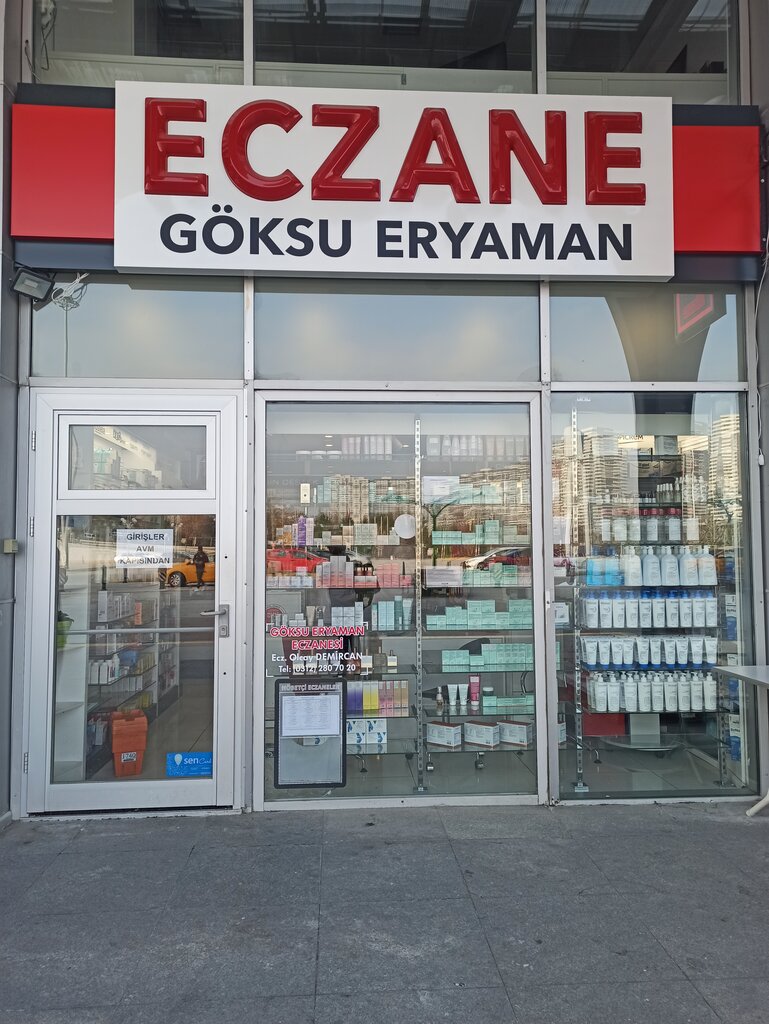 ECZANE
GÖKSU ERYAMAN
GİRİŞLER
AVM
KAPISINDAN
GÖKSU ERYAMAN
ECZANESİ
Ecz. Olcay DEMİRCAN
Tel: (0312) 280 70 20
NÖBETÇİ ECZANELER